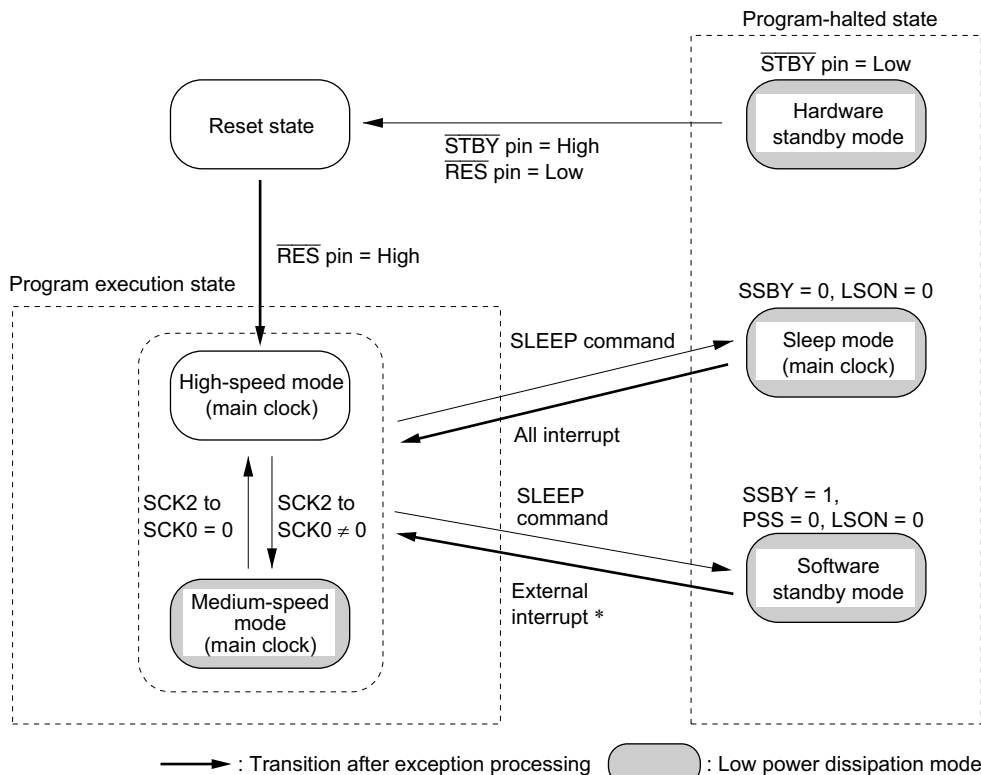 Program-halted state
STBY pin = Low
Hardware
standby mode
Reset state
STBY pin = High
RES pin = Low
RES pin = High
Program execution state
SSBY = 0, LSON = 0
Sleep mode
(main clock)
SLEEP command
High-speed mode
(main clock)
All interrupt
SCK2 to
SCK0 = 0
SCK2 to
SCK0 ≠ 0
SLEEP
command
SSBY = 1,
PSS = 0, LSON = 0
Software
standby mode
External
interrupt *
Medium-speed
mode
(main clock)
: Transition after exception processing
: Low power dissipation mode